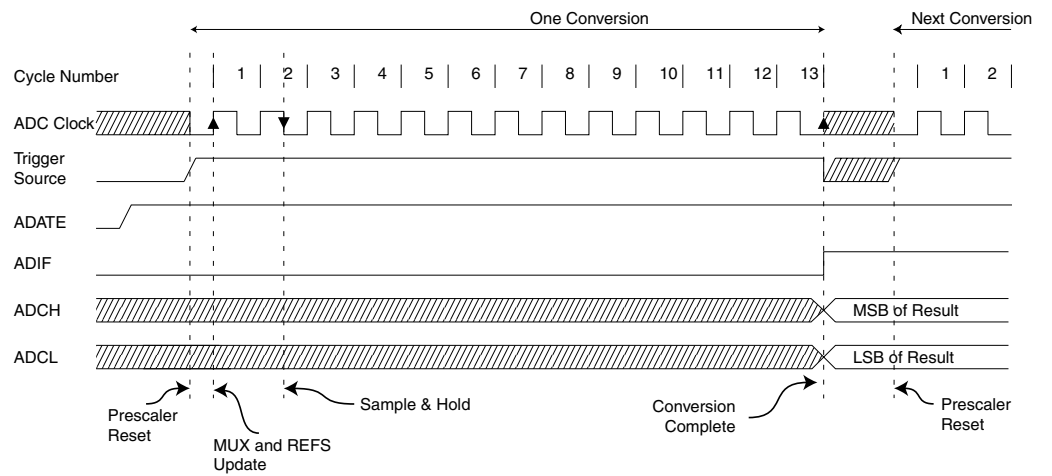 One Conversion
Next Conversion
Cycle Number 1 2 3 4 5 6 7 8 9 10 11 12 13 1 2
ADC Clock
Trigger
Source
ADATE
ADIF
ADCH
MSB of Result
ADCL
LSB of Result
Prescaler
Reset
MUX and REFS
Update
Sample & Hold
Conversion
Complete
Prescaler
Reset